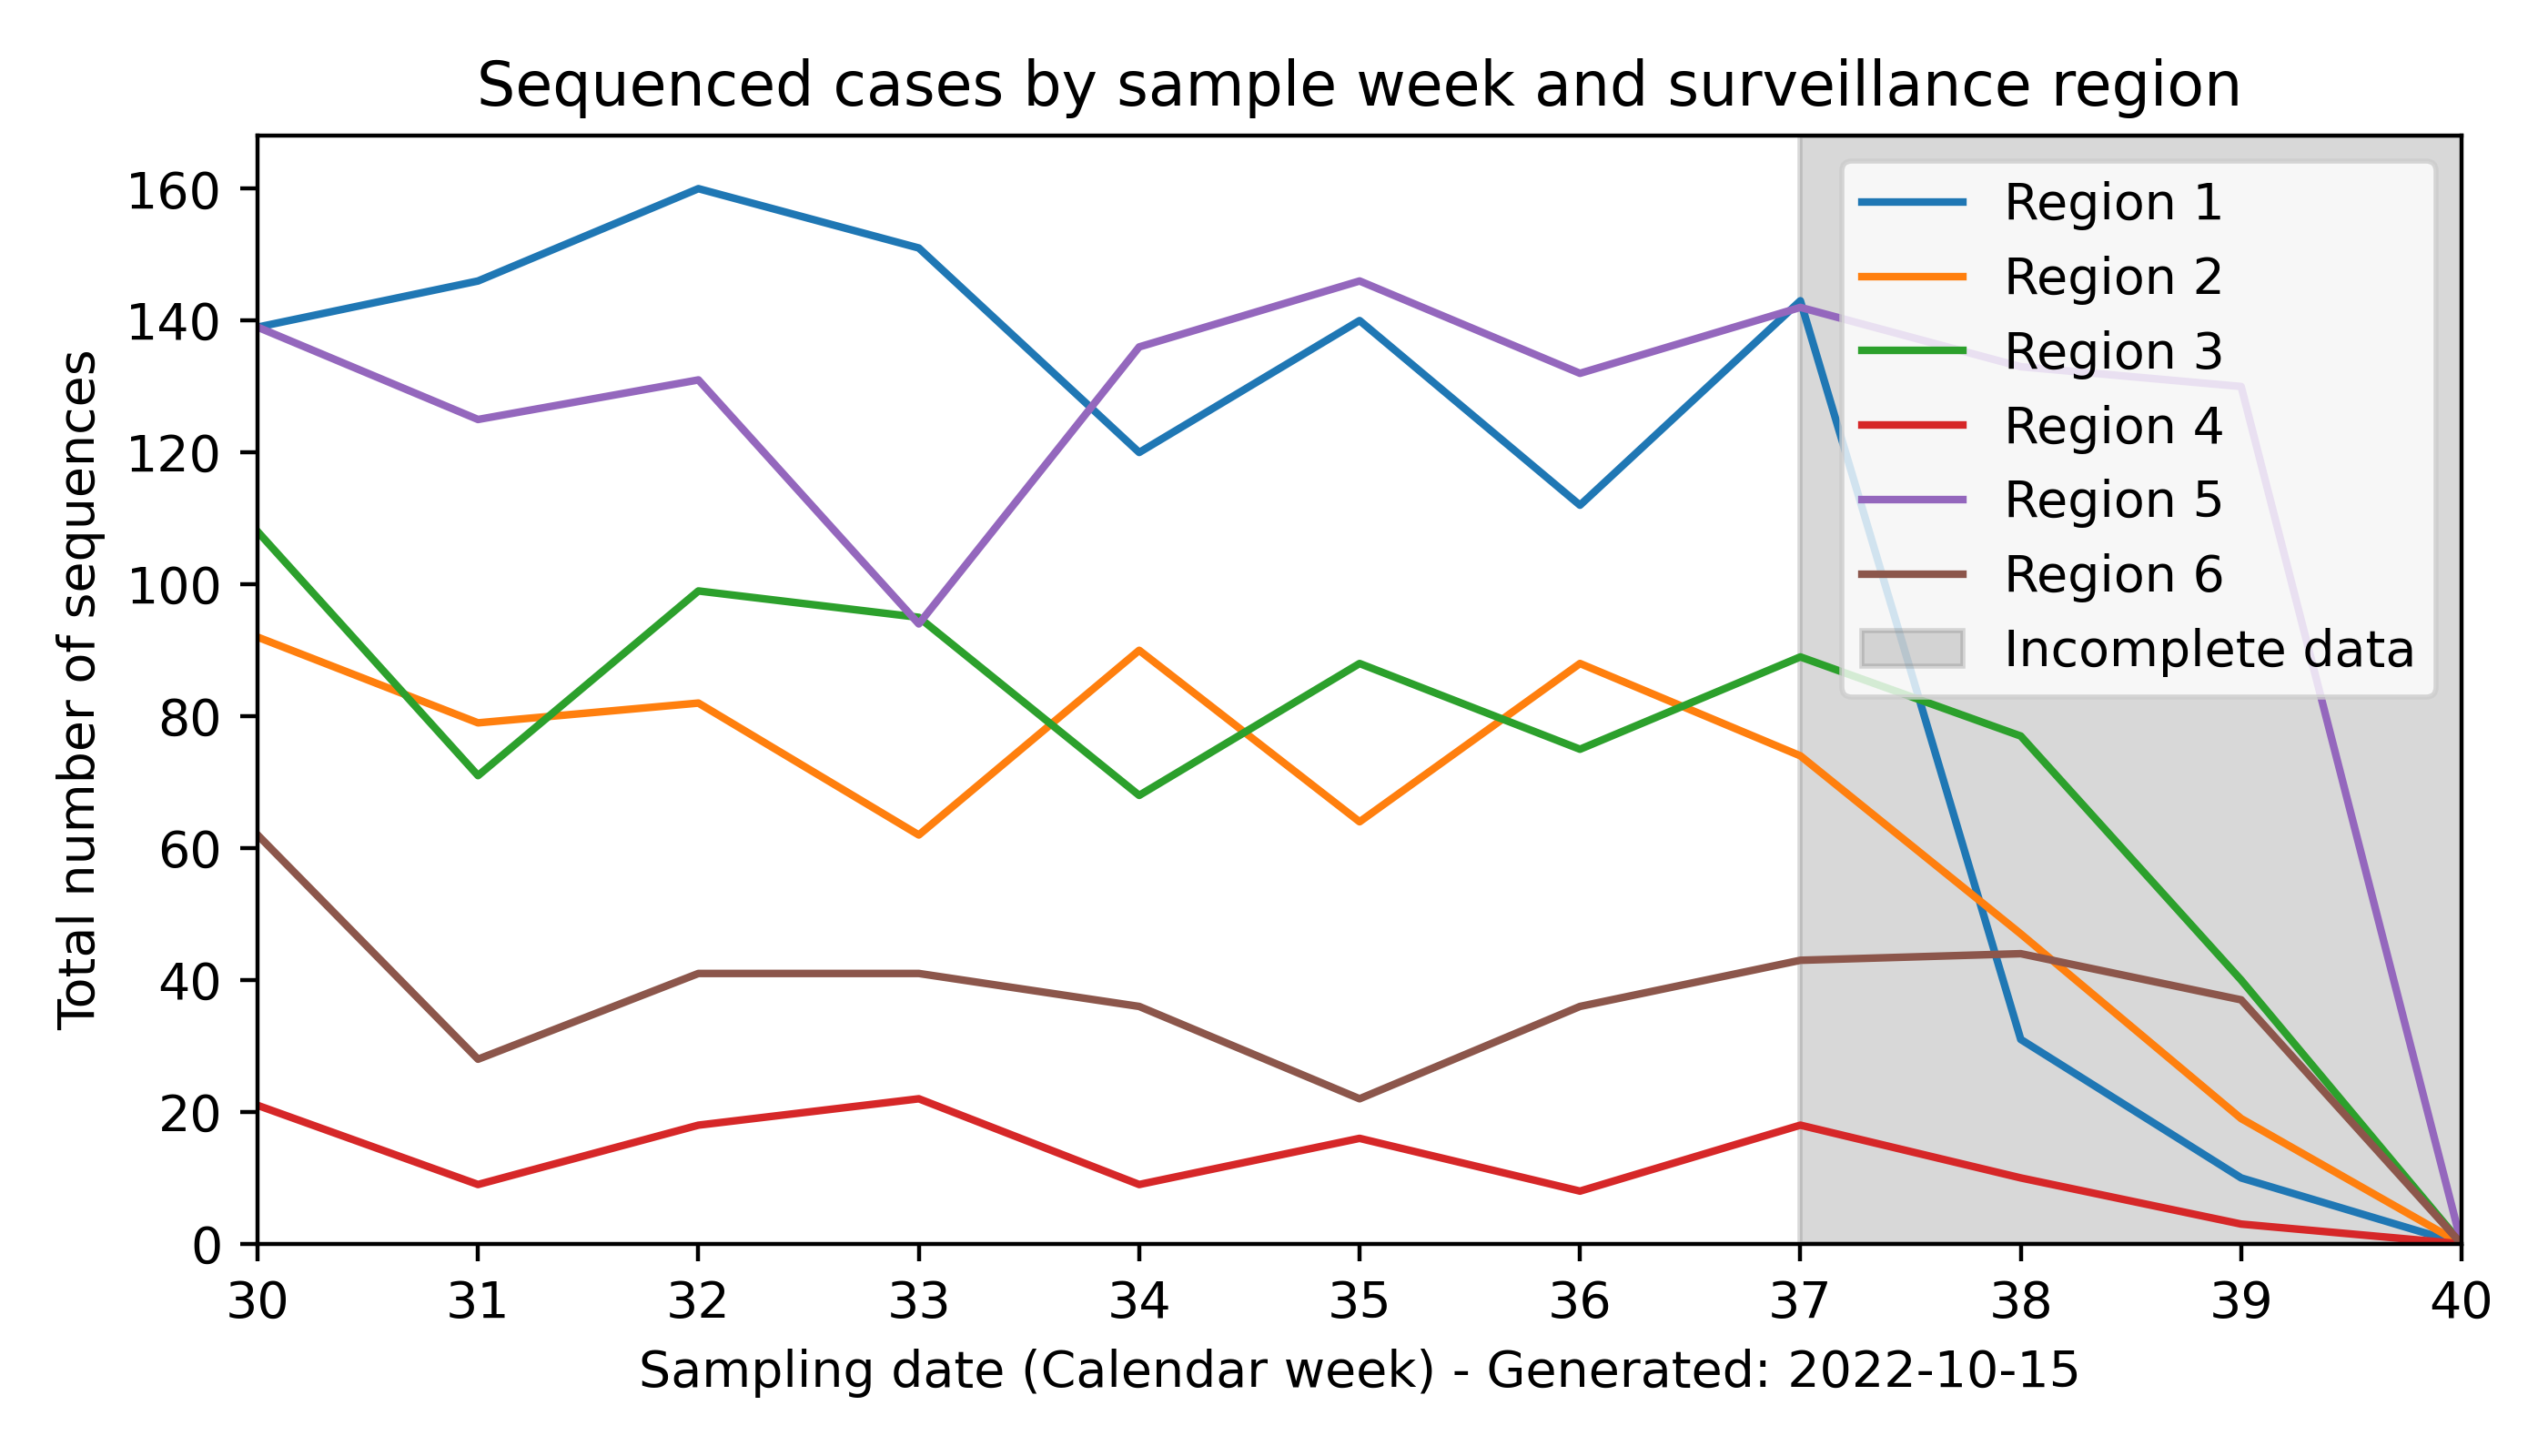 Sequenced cases by sample week and surveillance region
Total number of sequences
160
140
120
100
80
60
40
20
0
Region 1
Region 2
Region 3
Region 4
Region 5
Region 6
Incomplete data
30 31 32 33 34 35 36 37 38 39 40
Sampling date (Calendar week) - Generated: 2022-10-15